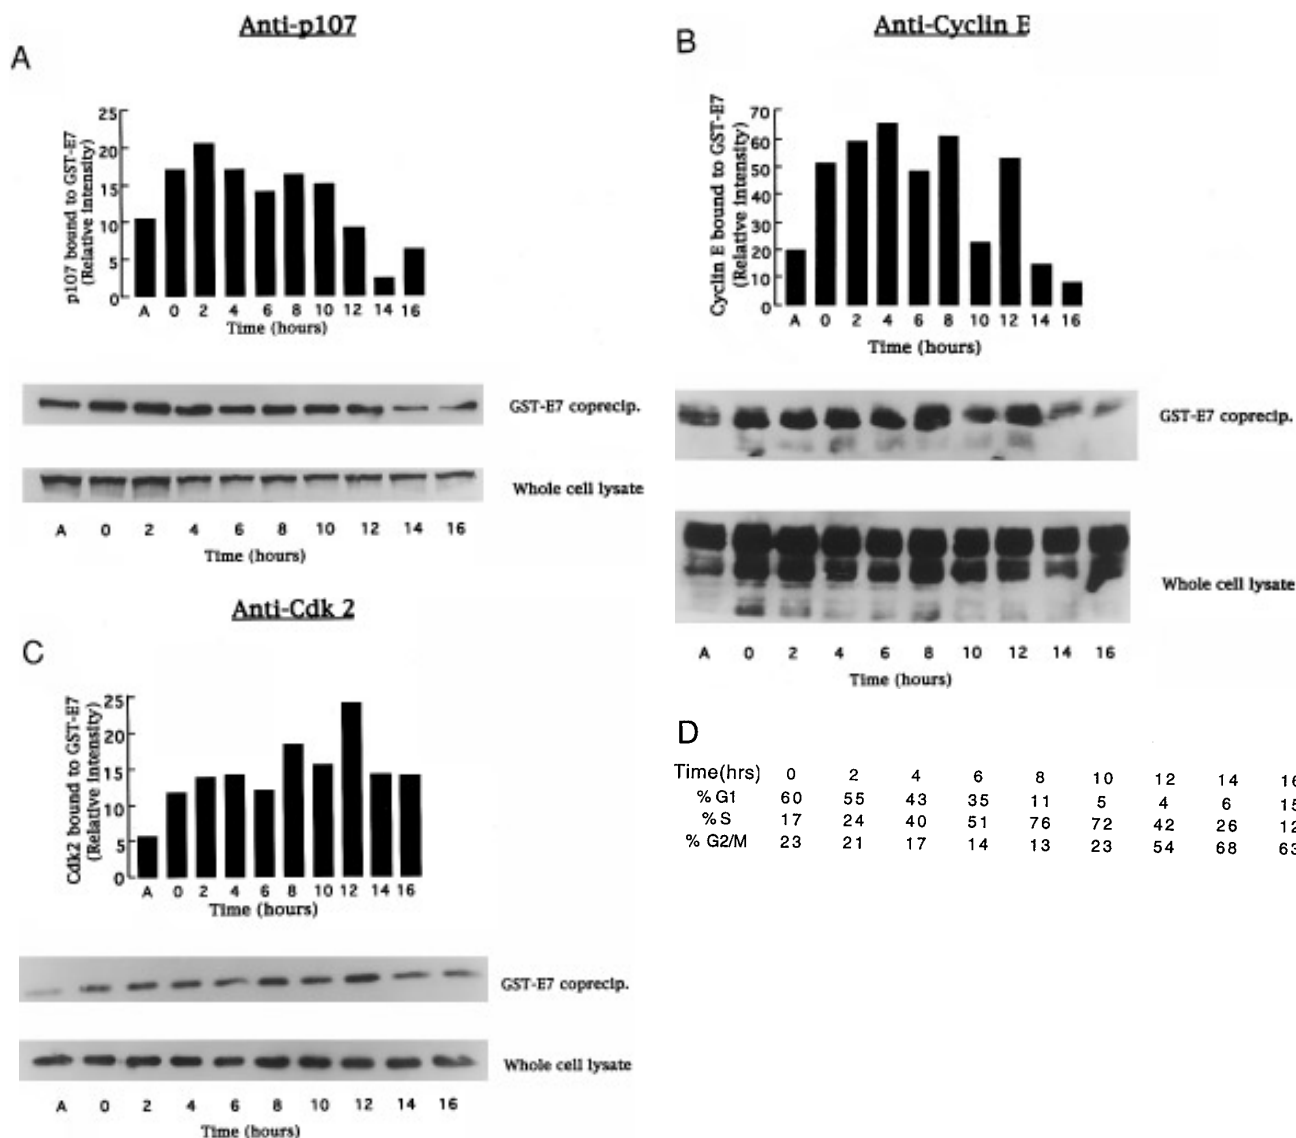 Anti-p107
A
p107 bound to GST-E7
(Relative intensity)
25
20
15
10
5
0
A 0 2 4 6 8 10 12 14 16
Time (hours)
GST-E7 coprecip.
Whole cell lysate
A 0 2 4 6 8 10 12 14 16
Time (hours)
Anti-Cyclin E
B
Cyclin E bound to GST-E7
(Relative intensity)
70
60
50
40
30
20
10
0
A 0 2 4 6 8 10 12 14 16
Time (hours)
GST-E7 coprecip.
Whole cell lysate
A 0 2 4 6 8 10 12 14 16
Time (hours)
Anti-Cdk 2
C
Cdk2 bound to GST-E7
(Relative intensity)
25
20
15
10
5
0
A 0 2 4 6 8 10 12 14 16
Time (hours)
GST-E7 coprecip.
Whole cell lysate
A 0 2 4 6 8 10 12 14 16
Time (hours)
D
Time(hrs) 0 2 4 6 8 10 12 14 16
% G1 60 55 43 35 11 5 4 6 15
% S 17 24 40 51 76 72 42 26 12
% G2/M 23 21 17 14 13 23 54 68 63